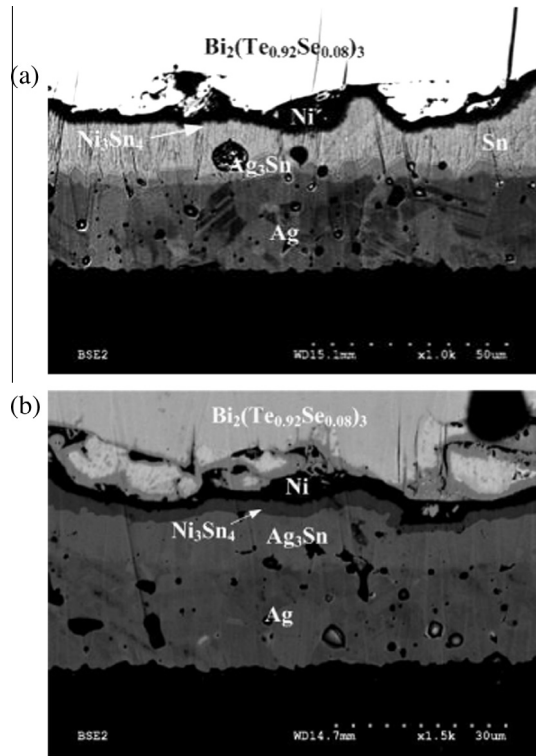 (a)
Bi₂(Te₀.₉₂Se₀.₀₈)₃
Ni
Ni₃Sn₄
Sn
Ag₃Sn
Ag
BSE2 WD15.1mm x1.0k 50um
(b)
Bi₂(Te₀.₉₂Se₀.₀₈)₃
Ni
Ni₃Sn₄
Ag₃Sn
Ag
BSE2 WD14.7mm x1.5k 30um